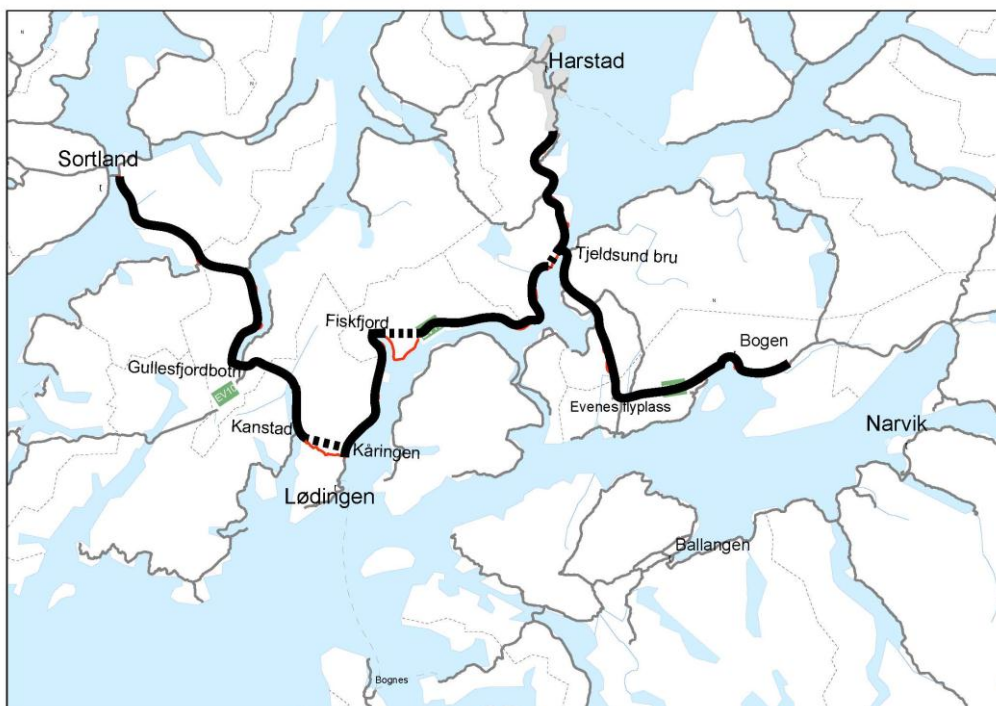 Harstad
Sortland
Tjeldsund bru
Fiskfjord
Bogen
Gullesfjordbotn
EV10
Evenes flyplass
Kanstad
Narvik
Kåringen
Lødingen
Ballangen
Bognes